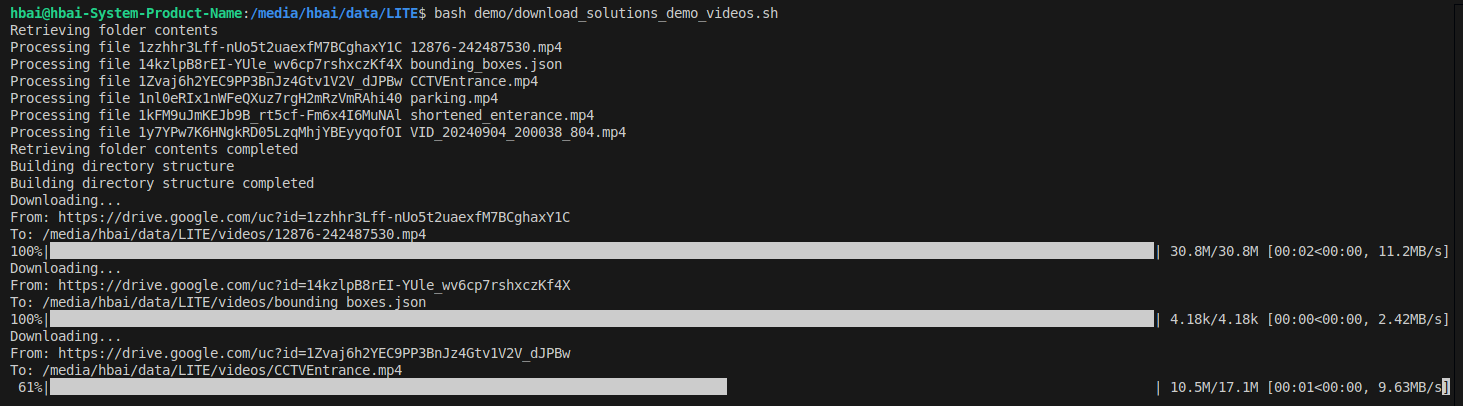 hbai@hbai-System-Product-Name:/media/hbai/data/LITE$ bash demo/download_solutions_demo_videos.sh
Retrieving folder contents
Processing file 1zzhhr3Lff-nUo5t2uaexfM7BCghaxY1C 12876-242487530.mp4
Processing file 14kzlpB8rEI-YUle_wv6cp7rshxczKf4X bounding_boxes.json
Processing file 1Zvaj6h2YEC9PP3BnJz4Gtv1V2V_dJPBw CCTVEntrance.mp4
Processing file 1nl0eRIx1nWFeQXuz7rgH2mRzVmRAhi40 parking.mp4
Processing file 1kFM9uJmKEJb9B_rt5cf-Fm6x4I6MuNAl shortened_enterance.mp4
Processing file 1y7YPw7K6HNgkRD05LzqMhjYBEyyqofOI VID_20240904_200038_804.mp4
Retrieving folder contents completed
Building directory structure
Building directory structure completed
Downloading...
From: https://drive.google.com/uc?id=1zzhhr3Lff-nUo5t2uaexfM7BCghaxY1C
To: /media/hbai/data/LITE/videos/12876-242487530.mp4
100%| | 30.8M/30.8M [00:02<00:00, 11.2MB/s]
Downloading...
From: https://drive.google.com/uc?id=14kzlpB8rEI-YUle_wv6cp7rshxczKf4X
To: /media/hbai/data/LITE/videos/bounding boxes.json
100%| | 4.18k/4.18k [00:00<00:00, 2.42MB/s]
Downloading...
From: https://drive.google.com/uc?id=1Zvaj6h2YEC9PP3BnJz4Gtv1V2V_dJPBw
To: /media/hbai/data/LITE/videos/CCTVEntrance.mp4
61%| | 10.5M/17.1M [00:01<00:00, 9.63MB/s]